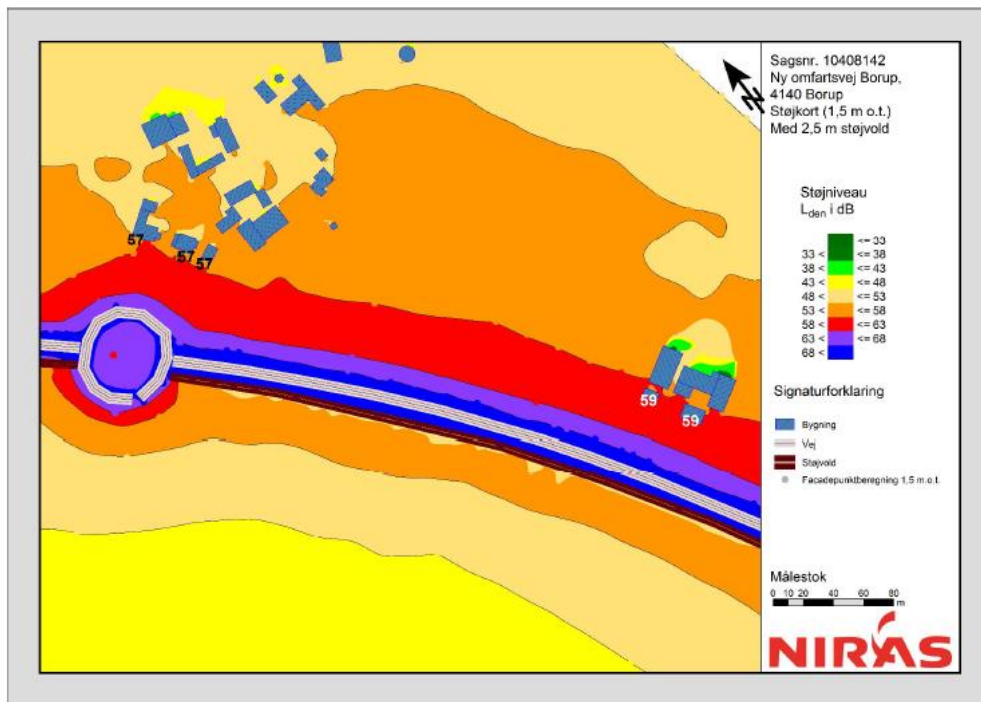 Sagsnr. 10408142
Ny omfartsvej Borup,
4140 Borup
Støjkort (1,5 m o.t.)
Med 2,5 m støjvold
N
Støjniveau
Lden i dB
<= 33
33 < <= 38
38 < <= 43
43 < <= 48
48 < <= 53
53 < <= 58
58 < <= 63
63 < <= 68
68 <
Signaturforklaring
Bygning
Vej
Støjvold
Facadepunktberegning 1,5 m.o.t.
57
57
57
59
59
Målestok
0 10 20 40 60 80
m
NIRAS